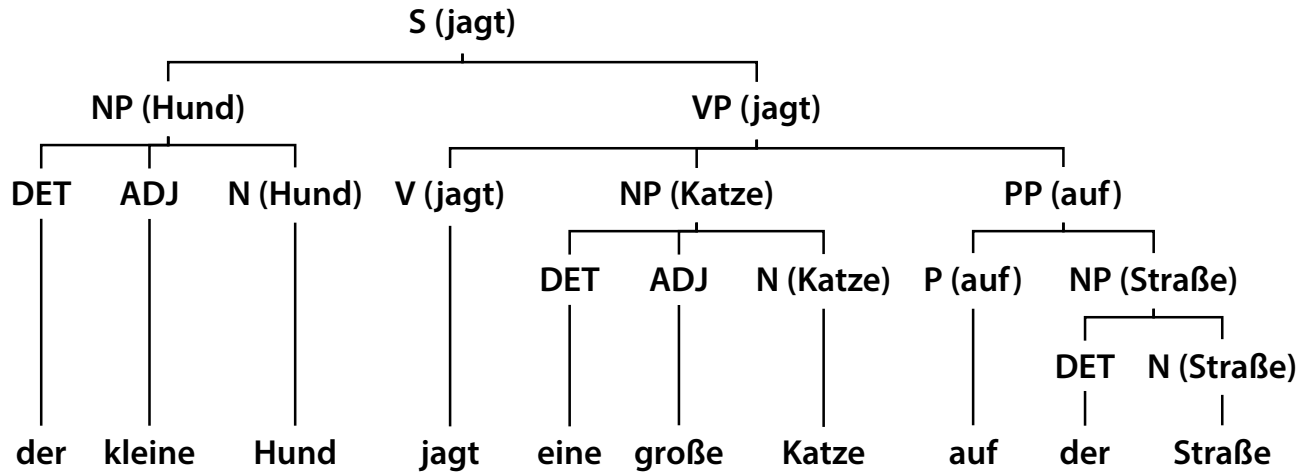 S (jagt)
NP (Hund) VP (jagt)
DET ADJ N (Hund) V (jagt) NP (Katze) PP (auf)
DET ADJ N (Katze) P (auf) NP (Straße)
DET N (Straße)
der kleine Hund jagt eine große Katze auf der Straße